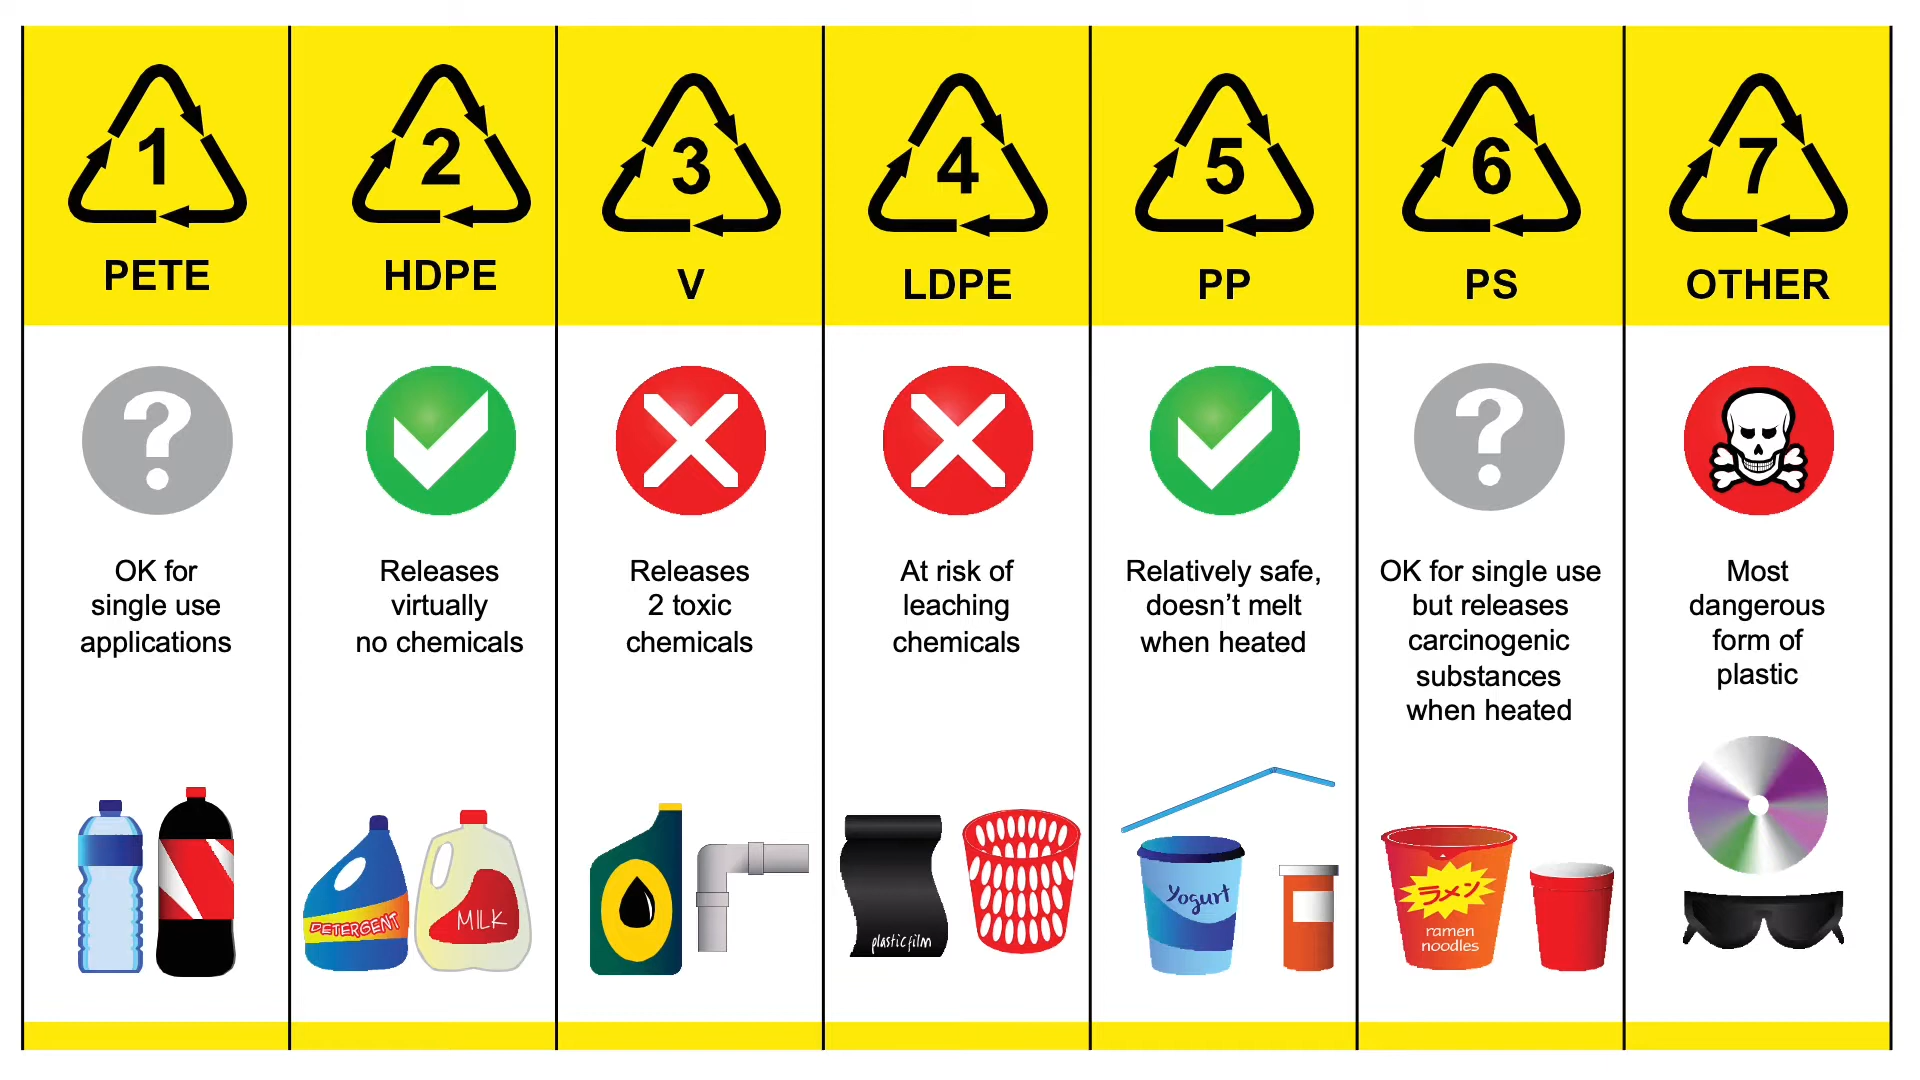 1
PETE
OK for
single use
applications
2
HDPE
Releases
virtually
no chemicals
DETERGENT
MILK
3
V
Releases
2 toxic
chemicals
4
LDPE
At risk of
leaching
chemicals
plastic film
5
PP
Relatively safe,
doesn't melt
when heated
Yogurt
6
PS
OK for single use
but releases
carcinogenic
substances
when heated
ラメン
ramen
noodles
7
OTHER
Most
dangerous
form of
plastic